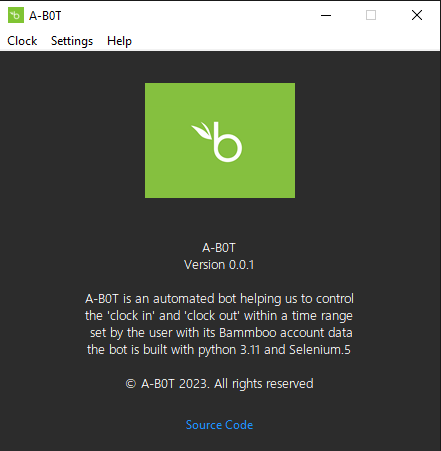 A-B0T
Clock Settings Help
b
A-B0T
Version 0.0.1
A-B0T is an automated bot helping us to control
the 'clock in' and 'clock out' within a time range
set by the user with its Bammboo account data
the bot is built with python 3.11 and Selenium.5
© A-B0T 2023. All rights reserved
Source Code